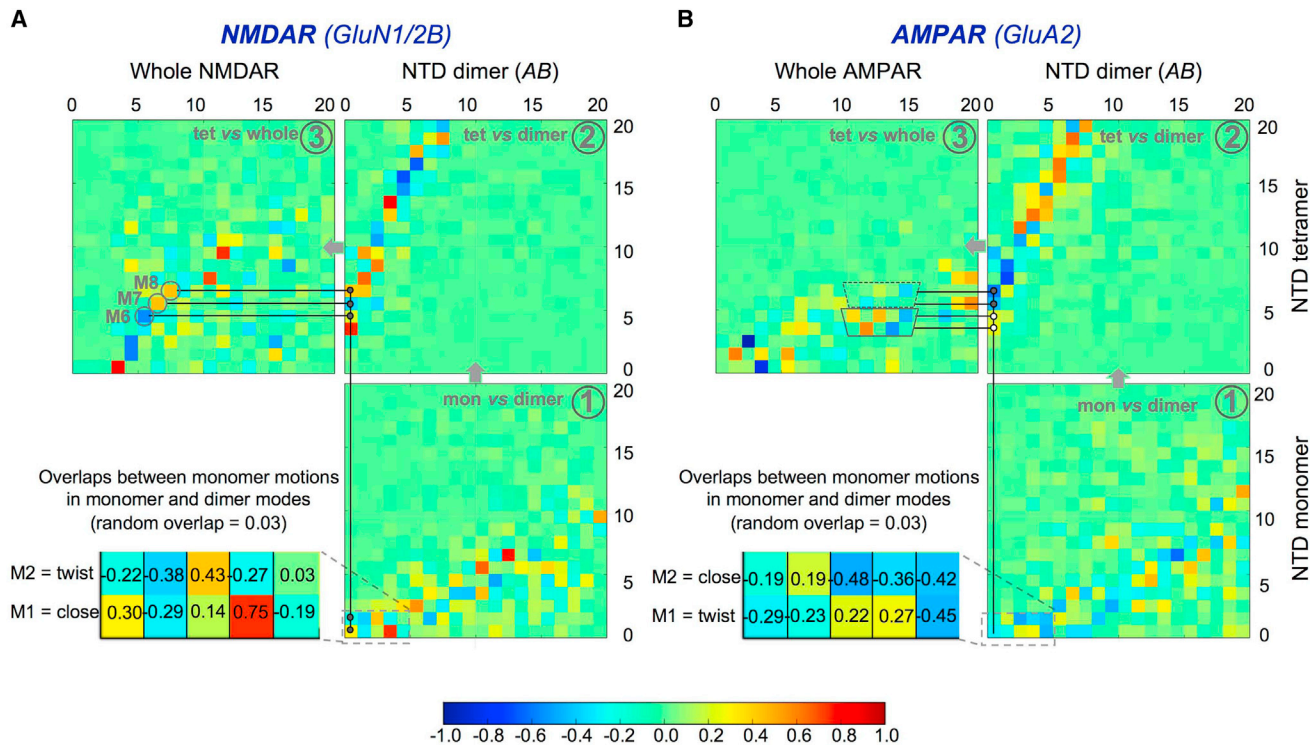 A
NMDAR (GluN1/2B)
Whole NMDAR
NTD dimer (AB)
0 5 10 15 20
0 5 10 15 20
tet vs whole 3
tet vs dimer 2
20
15
10
5
0
M8
M7
M6
mon vs dimer 1
20
15
10
5
0
Overlaps between monomer motions
in monomer and dimer modes
(random overlap = 0.03)
M2 = twist -0.22 -0.38 0.43 -0.27 0.03
M1 = close 0.30 -0.29 0.14 0.75 -0.19
B
AMPAR (GluA2)
Whole AMPAR
NTD dimer (AB)
0 5 10 15 20
0 5 10 15 20
tet vs whole 3
tet vs dimer 2
20
15
10
5
0
NTD tetramer
mon vs dimer 1
20
15
10
5
0
NTD monomer
Overlaps between monomer motions
in monomer and dimer modes
(random overlap = 0.03)
M2 = close -0.19 0.19 -0.48 -0.36 -0.42
M1 = twist -0.29 -0.23 0.22 0.27 -0.45
-1.0 -0.8 -0.6 -0.4 -0.2 0.0 0.2 0.4 0.6 0.8 1.0